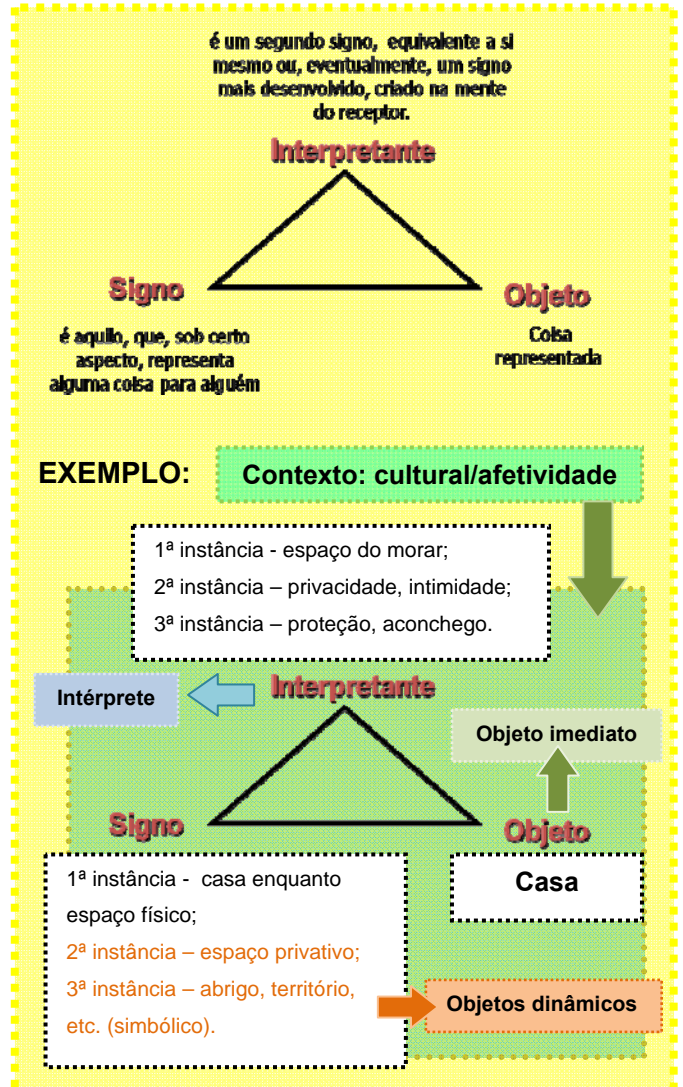 é um segundo signo, equivalente a si
mesmo ou, eventualmente, um signo
mais desenvolvido, criado na mente
do receptor.
Interpretante
Signo
Objeto
é aquilo, que, sob certo
aspecto, representa
alguma coisa para alguém
Coisa
representada
EXEMPLO:
Contexto: cultural/afetividade
1ª instância - espaço do morar;
2ª instância – privacidade, intimidade;
3ª instância – proteção, aconchego.
Intérprete
Interpretante
Objeto imediato
Signo
Objeto
1ª instância - casa enquanto
espaço físico;
2ª instância – espaço privativo;
3ª instância – abrigo, território,
etc. (simbólico).
Casa
Objetos dinâmicos